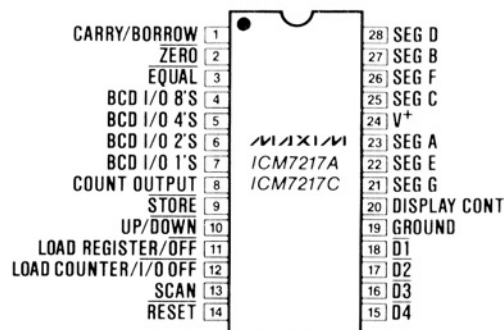 CARRY/BORROW 1
ZERO 2
EQUAL 3
BCD I/O 8'S 4
BCD I/O 4'S 5
BCD I/O 2'S 6
BCD I/O 1'S 7
COUNT OUTPUT 8
STORE 9
UP/DOWN 10
LOAD REGISTER/OFF 11
LOAD COUNTER/I/O OFF 12
SCAN 13
RESET 14
MAXIM
ICM7217A
ICM7217C
28 SEG D
27 SEG B
26 SEG F
25 SEG C
24 V+
23 SEG A
22 SEG E
21 SEG G
20 DISPLAY CONT
19 GROUND
18 D1
17 D2
16 D3
15 D4